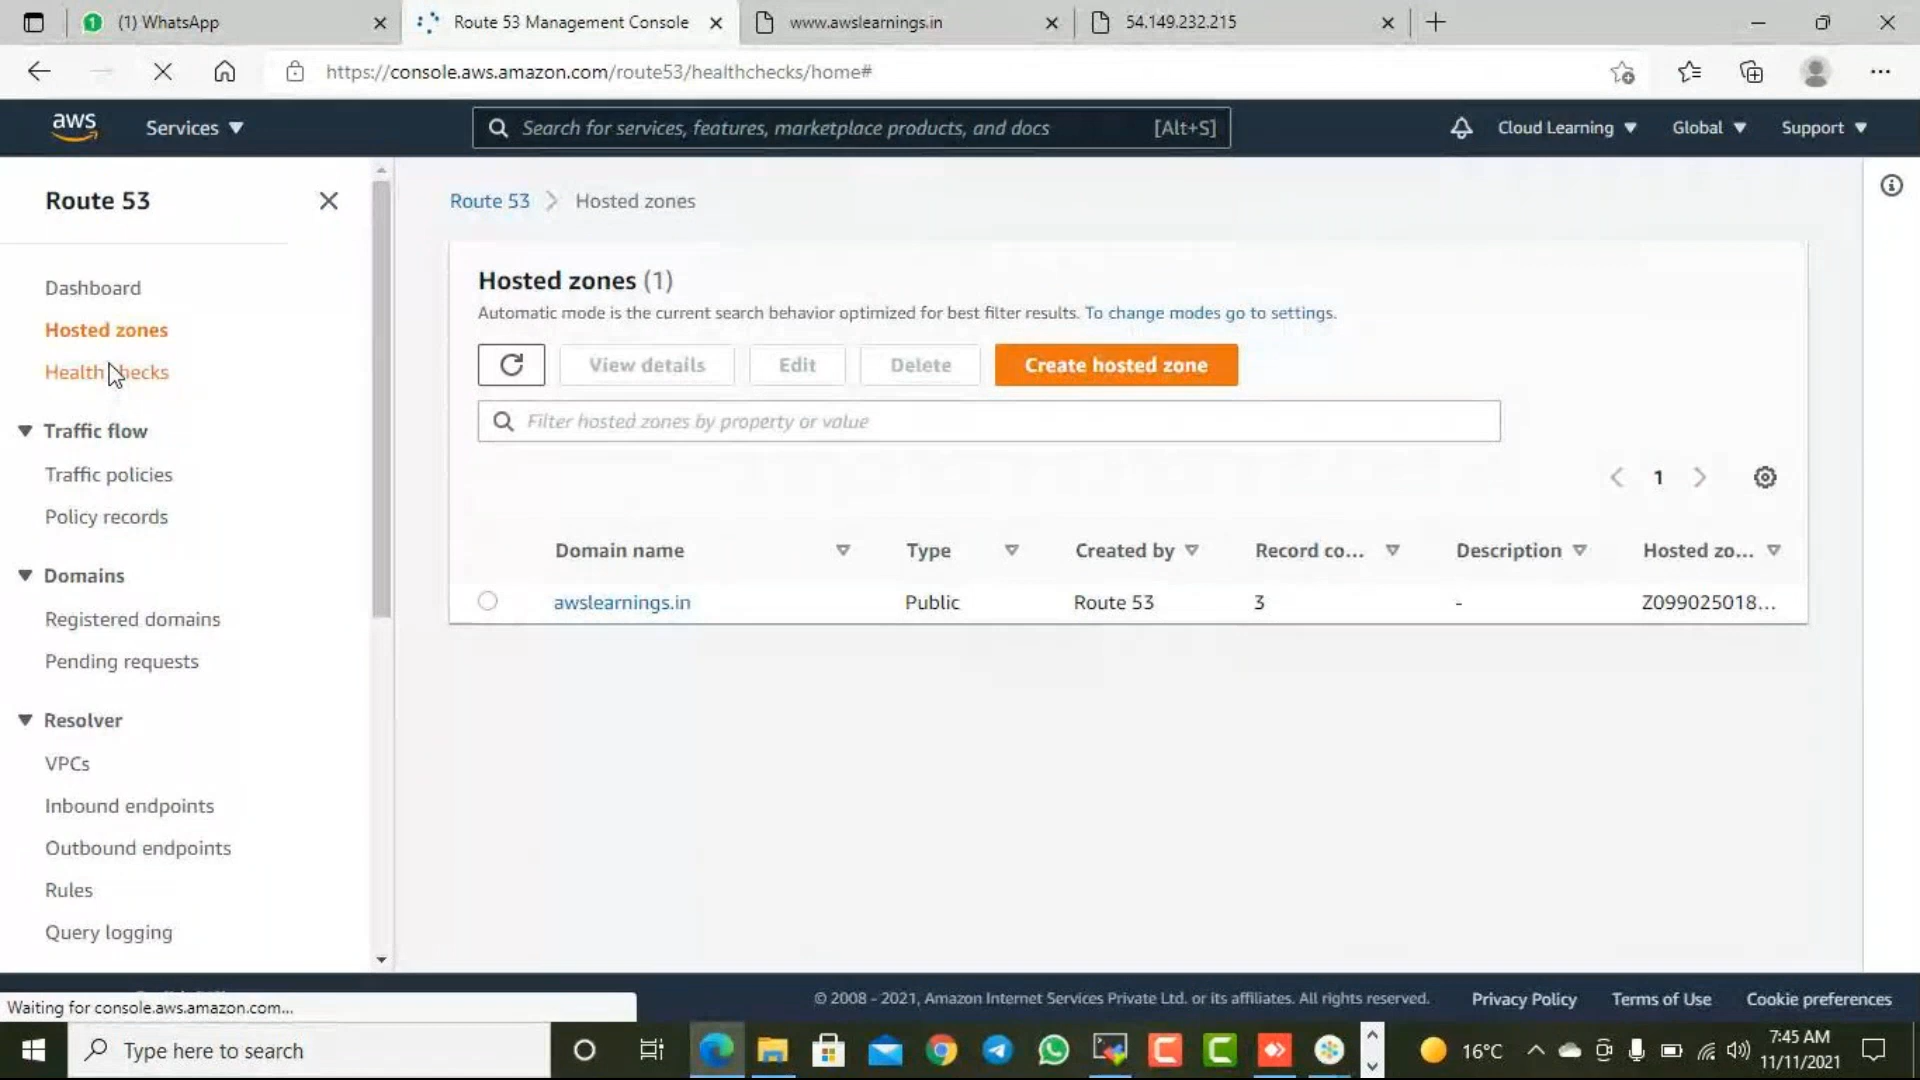 (1) WhatsApp
Route 53 Management Console
www.awslearnings.in
54.149.232.215
https://console.aws.amazon.com/route53/healthchecks/home#
aws
Services
Search for services, features, marketplace products, and docs
[Alt+S]
Cloud Learning
Global
Support
Route 53
Dashboard
Hosted zones
Health checks
Traffic flow
Traffic policies
Policy records
Domains
Registered domains
Pending requests
Resolver
VPCs
Inbound endpoints
Outbound endpoints
Rules
Query logging
Route 53 > Hosted zones
Hosted zones (1)
Automatic mode is the current search behavior optimized for best filter results. To change modes go to settings.
View details
Edit
Delete
Create hosted zone
Filter hosted zones by property or value
1
Domain name Type Created by Record co... Description Hosted zo...
awslearnings.in Public Route 53 3 - Z099025018...
Waiting for console.aws.amazon.com...
© 2008 - 2021, Amazon Internet Services Private Ltd. or its affiliates. All rights reserved.
Privacy Policy
Terms of Use
Cookie preferences
Type here to search
16°C
7:45 AM
11/11/2021